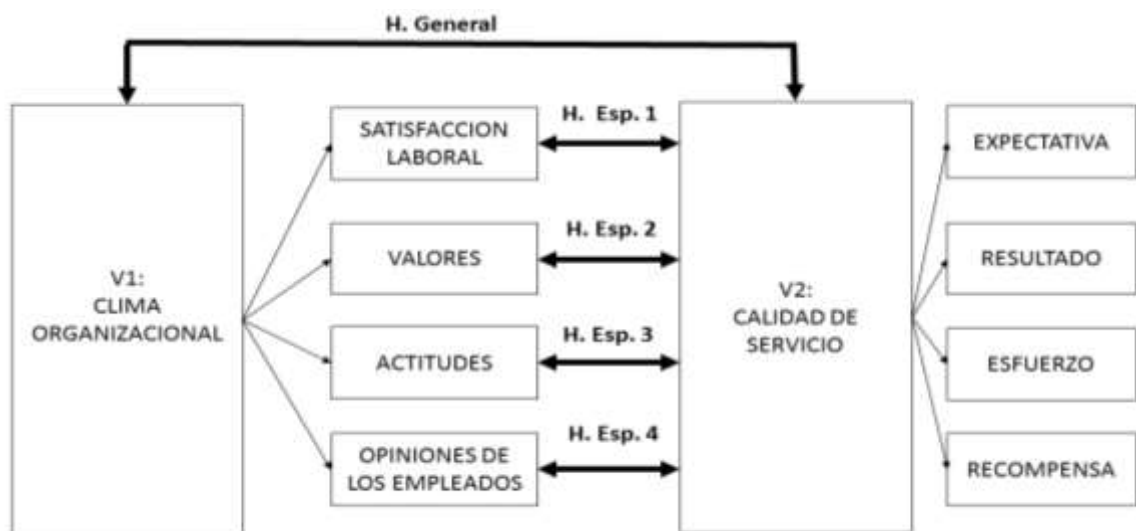 H. General
V1:
CLIMA
ORGANIZACIONAL
SATISFACCION
LABORAL
VALORES
ACTITUDES
OPINIONES DE
LOS EMPLEADOS
H.  Esp. 1
H. Esp. 2
H. Esp. 3
H. Esp. 4
V2:
CALIDAD DE
SERVICIO
EXPECTATIVA
RESULTADO
ESFUERZO
RECOMPENSA